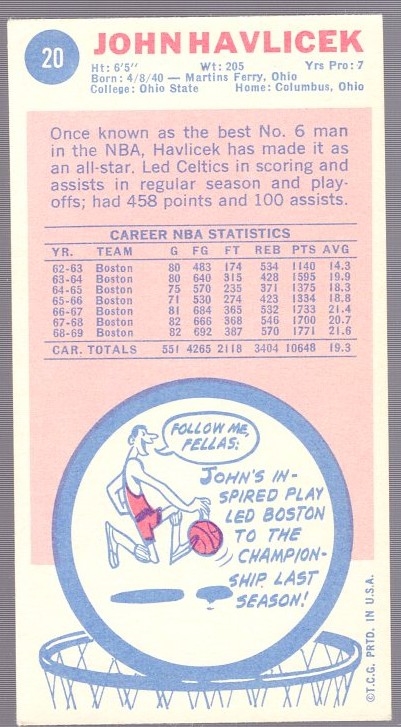 20
JOHN HAVLICEK
Ht: 6'5" Wt: 205 Yrs Pro: 7
Born: 4/8/40 — Martins Ferry, Ohio
College: Ohio State Home: Columbus, Ohio
Once known as the best No. 6 man
in the NBA, Havlicek has made it as
an all-star. Led Celtics in scoring and
assists in regular season and play-
offs; had 458 points and 100 assists.
CAREER NBA STATISTICS
YR. TEAM G FG FT REB PTS AVG
62-63 Boston 80 483 174 534 1140 14.3
63-64 Boston 80 640 315 428 1595 19.9
64-65 Boston 75 570 235 371 1375 18.3
65-66 Boston 71 530 274 423 1334 18.8
66-67 Boston 81 684 365 532 1733 21.4
67-68 Boston 82 666 368 546 1700 20.7
68-69 Boston 82 692 387 570 1771 21.6
CAR. TOTALS 551 4265 2118 3404 10648 19.3
FOLLOW ME,
FELLAS!
JOHN'S IN-
SPIRED PLAY
LED BOSTON
TO THE
CHAMPION-
SHIP LAST
SEASON!
©T.C.G. PRTD. IN U.S.A.